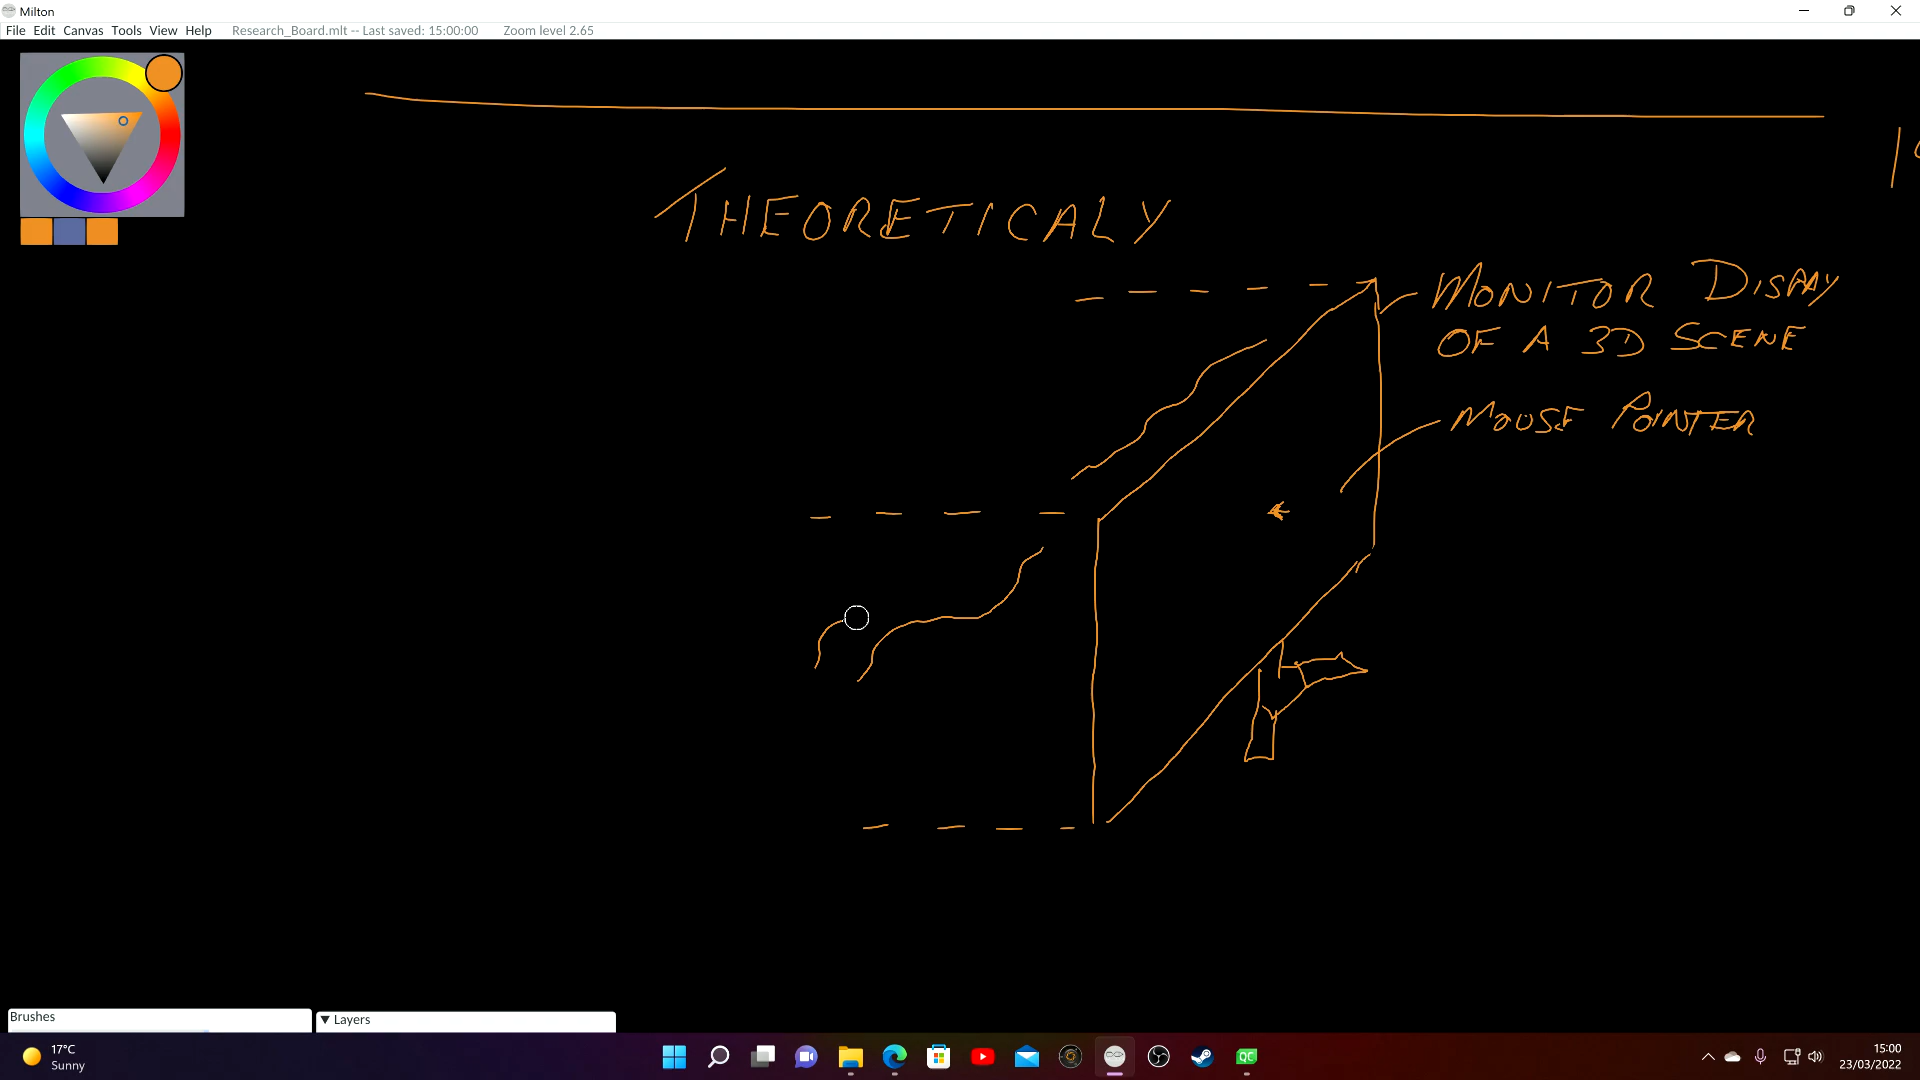 Milton
File Edit Canvas Tools View Help Research_Board.mlt -- Last saved: 15:00:00 Zoom level 2.65
THEORETICALY
MONITOR DISPAY
OF A 3D SCENE
MOUSE POINTER
Brushes
▼ Layers
17°C
Sunny
QC
15:00
23/03/2022